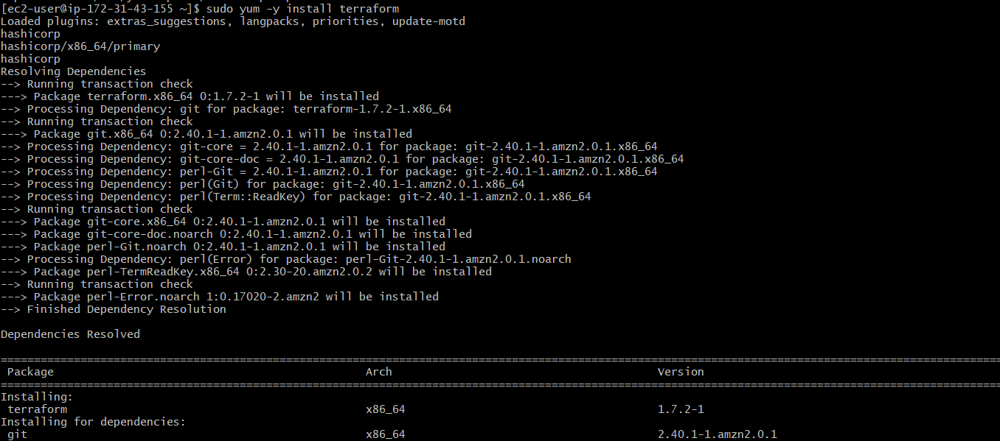 [ec2-user@ip-172-31-43-155 ~]$ sudo yum -y install terraform
Loaded plugins: extras_suggestions, langpacks, priorities, update-motd
hashicorp
hashicorp/x86_64/primary
hashicorp
Resolving Dependencies
--> Running transaction check
---> Package terraform.x86_64 0:1.7.2-1 will be installed
--> Processing Dependency: git for package: terraform-1.7.2-1.x86_64
--> Running transaction check
---> Package git.x86_64 0:2.40.1-1.amzn2.0.1 will be installed
--> Processing Dependency: git-core = 2.40.1-1.amzn2.0.1 for package: git-2.40.1-1.amzn2.0.1.x86_64
--> Processing Dependency: git-core-doc = 2.40.1-1.amzn2.0.1 for package: git-2.40.1-1.amzn2.0.1.x86_64
--> Processing Dependency: perl-Git = 2.40.1-1.amzn2.0.1 for package: git-2.40.1-1.amzn2.0.1.x86_64
--> Processing Dependency: perl(Git) for package: git-2.40.1-1.amzn2.0.1.x86_64
--> Processing Dependency: perl(Term::ReadKey) for package: git-2.40.1-1.amzn2.0.1.x86_64
--> Running transaction check
---> Package git-core.x86_64 0:2.40.1-1.amzn2.0.1 will be installed
---> Package git-core-doc.noarch 0:2.40.1-1.amzn2.0.1 will be installed
---> Package perl-Git.noarch 0:2.40.1-1.amzn2.0.1 will be installed
--> Processing Dependency: perl(Error) for package: perl-Git-2.40.1-1.amzn2.0.1.noarch
---> Package perl-TermReadKey.x86_64 0:2.30-20.amzn2.0.2 will be installed
--> Running transaction check
---> Package perl-Error.noarch 1:0.17020-2.amzn2 will be installed
--> Finished Dependency Resolution
Dependencies Resolved
Package Arch Version
Installing:
terraform x86_64 1.7.2-1
Installing for dependencies:
git x86_64 2.40.1-1.amzn2.0.1